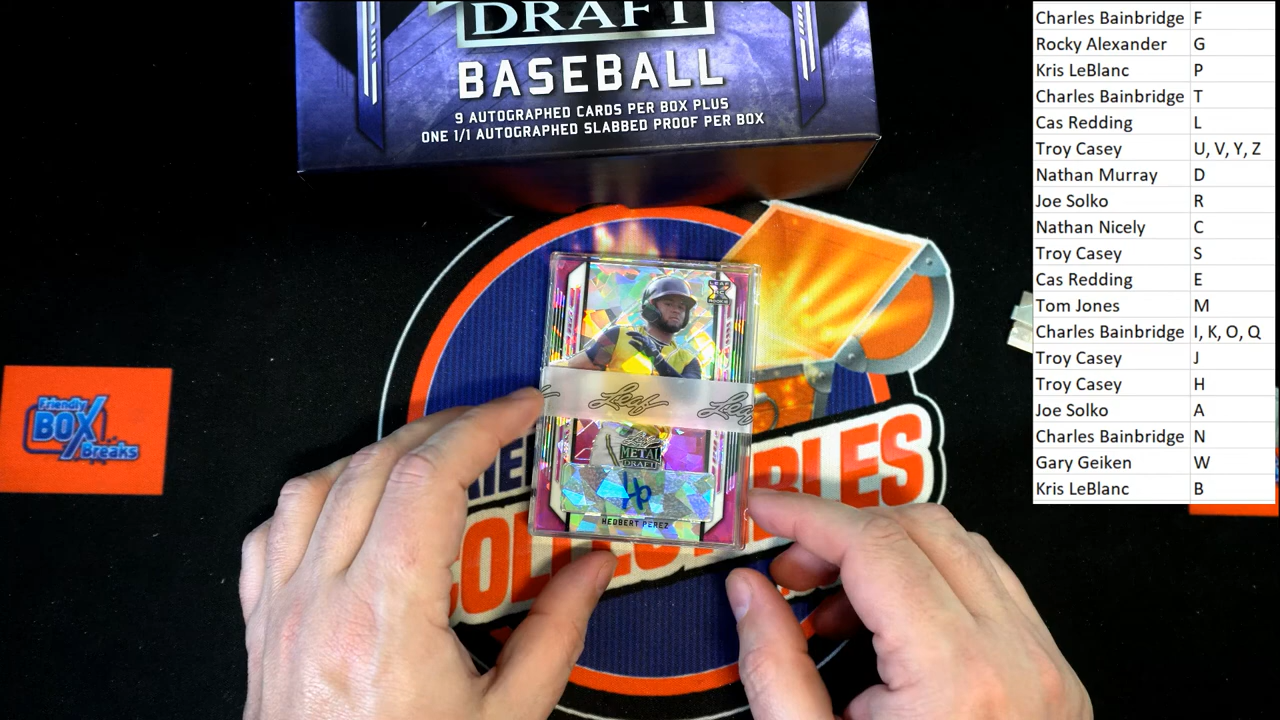 DRAFT
BASEBALL
9 AUTOGRAPHED CARDS PER BOX PLUS
ONE 1/1 AUTOGRAPHED SLABBED PROOF PER BOX
Charles Bainbridge F
Rocky Alexander G
Kris LeBlanc P
Charles Bainbridge T
Cas Redding L
Troy Casey U, V, Y, Z
Nathan Murray D
Joe Solko R
Nathan Nicely C
Troy Casey S
Cas Redding E
Tom Jones M
Charles Bainbridge I, K, O, Q
Troy Casey J
Troy Casey H
Joe Solko A
Charles Bainbridge N
Gary Geiken W
Kris LeBlanc B
LEAF
Leaf
METAL
DRAFT
HP
HEDBERT PEREZ
Friendly
BOX
Breaks